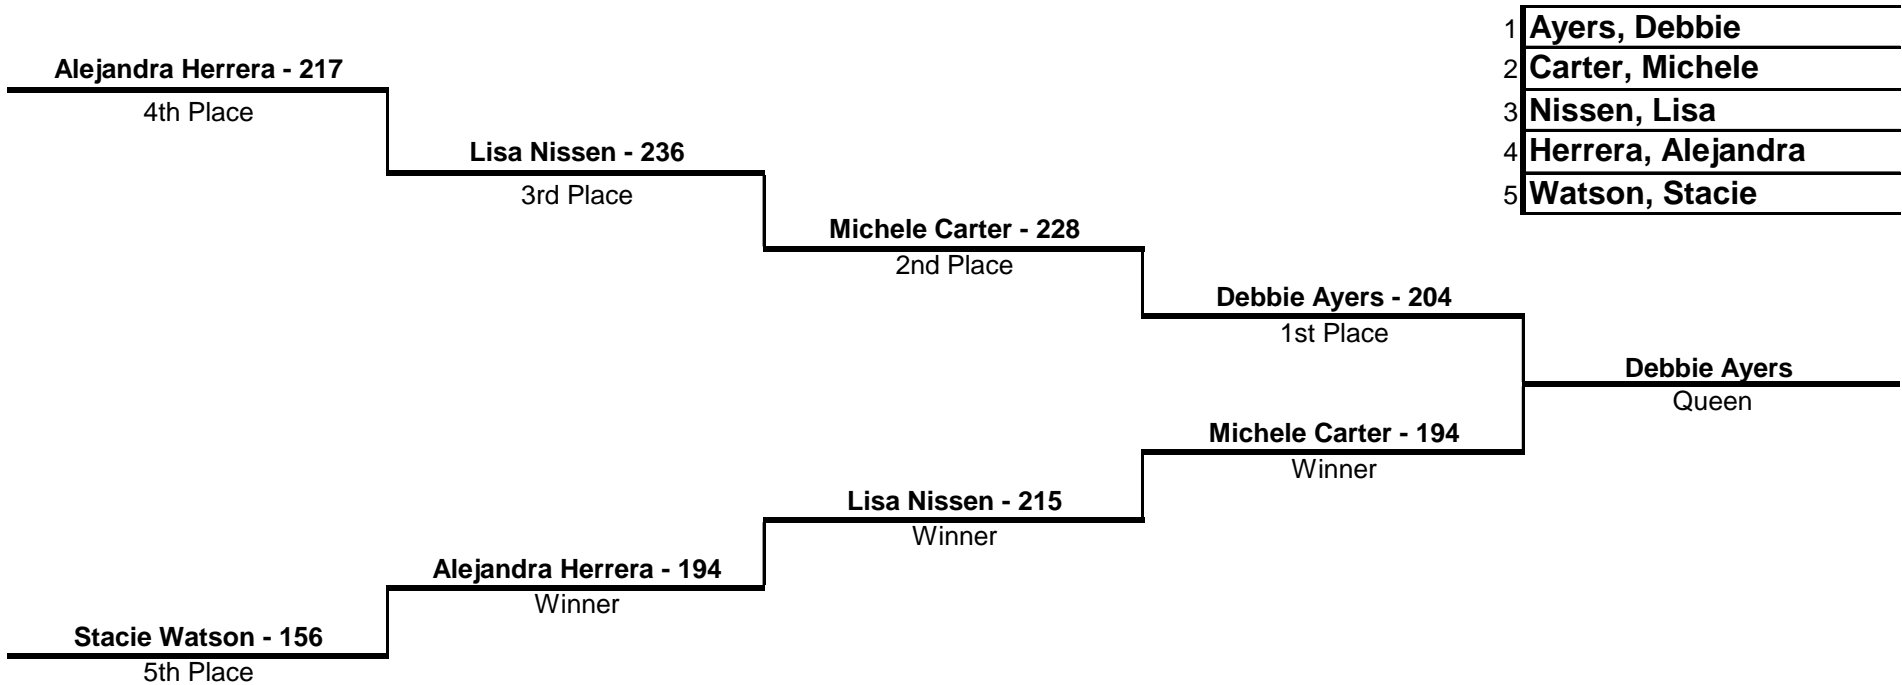 1 Ayers, Debbie
2 Carter, Michele
3 Nissen, Lisa
4 Herrera, Alejandra
5 Watson, Stacie
Alejandra Herrera - 217
4th Place
Lisa Nissen - 236
3rd Place
Michele Carter - 228
2nd Place
Debbie Ayers - 204
1st Place
Debbie Ayers
Queen
Michele Carter - 194
Winner
Lisa Nissen - 215
Winner
Alejandra Herrera - 194
Winner
Stacie Watson - 156
5th Place